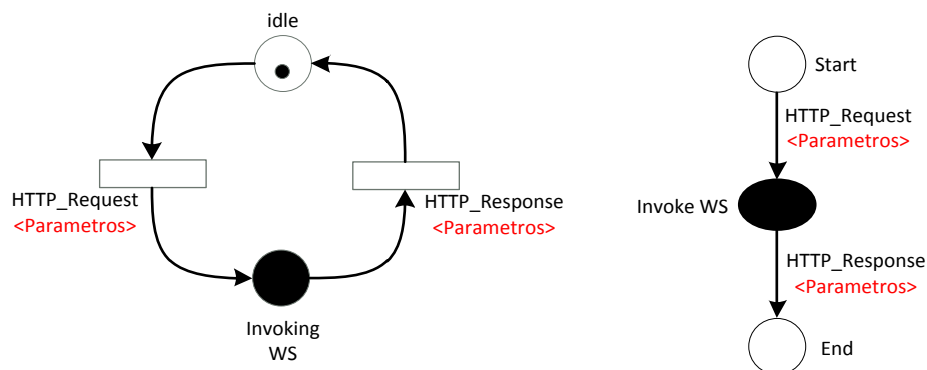 idle
HTTP_Request
<Parametros>
HTTP_Response
<Parametros>
Invoking
WS
Start
HTTP_Request
<Parametros>
Invoke WS
HTTP_Response
<Parametros>
End